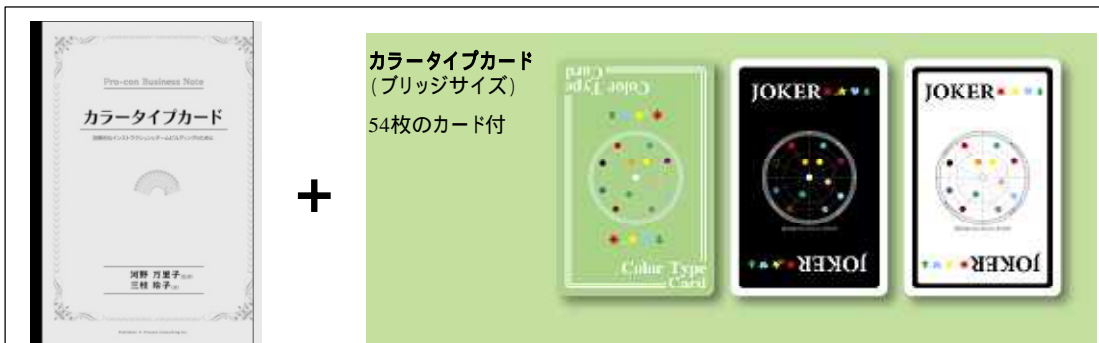 Pro-con Business Note
カラータイプカード
河野 万里子
三枝 玲子
+
カラータイプカード
(ブリッジサイズ)
54枚のカード付
Color Type
Card
Color Type
Card
JOKER
JOKER
JOKER
JOKER